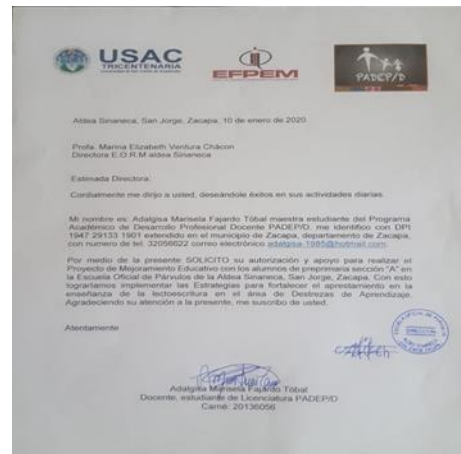 USAC
TRICENTENARIA
Universidad de San Carlos de Guatemala
EFPEM
PADEP/D
Aldea Sinaneca, San Jorge, Zacapa, 10 de enero de 2020.
Profa. Marina Elizabeth Ventura Chácon
Directora E.O.R.M aldea Sinaneca
Estimada Directora:
Cordialmente me dirijo a usted, deseándole éxitos en sus actividades diarias.
Mi nombre es: Adalgisa Marisela Fajardo Tóbal maestra estudiante del Programa
Académico de Desarrollo Profesional Docente PADEP/D, me identifico con DPI
1947 29133 1901 extendido en el municipio de Zacapa, departamento de Zacapa,
con numero de tel. 32056622 correo electrónico adalgisa-1985@hotmail.com.
Por medio de la presente SOLICITO su autorización y apoyo para realizar el
Proyecto de Mejoramiento Educativo con los alumnos de preprimaria sección "A" en
la Escuela Oficial de Párvulos de la Aldea Sinaneca, San Jorge, Zacapa. Con esto
lograríamos implementar las Estrategias para fortalecer el aprestamiento en la
enseñanza de la lectoescritura en el área de Destrezas de Aprendizaje.
Agradeciendo su atención a la presente, me suscribo de usted.
Atentamente
Adalgisa Marisela Fajardo Tobal
Docente, estudiante de Licenciatura PADEP/D
Carné: 20136056